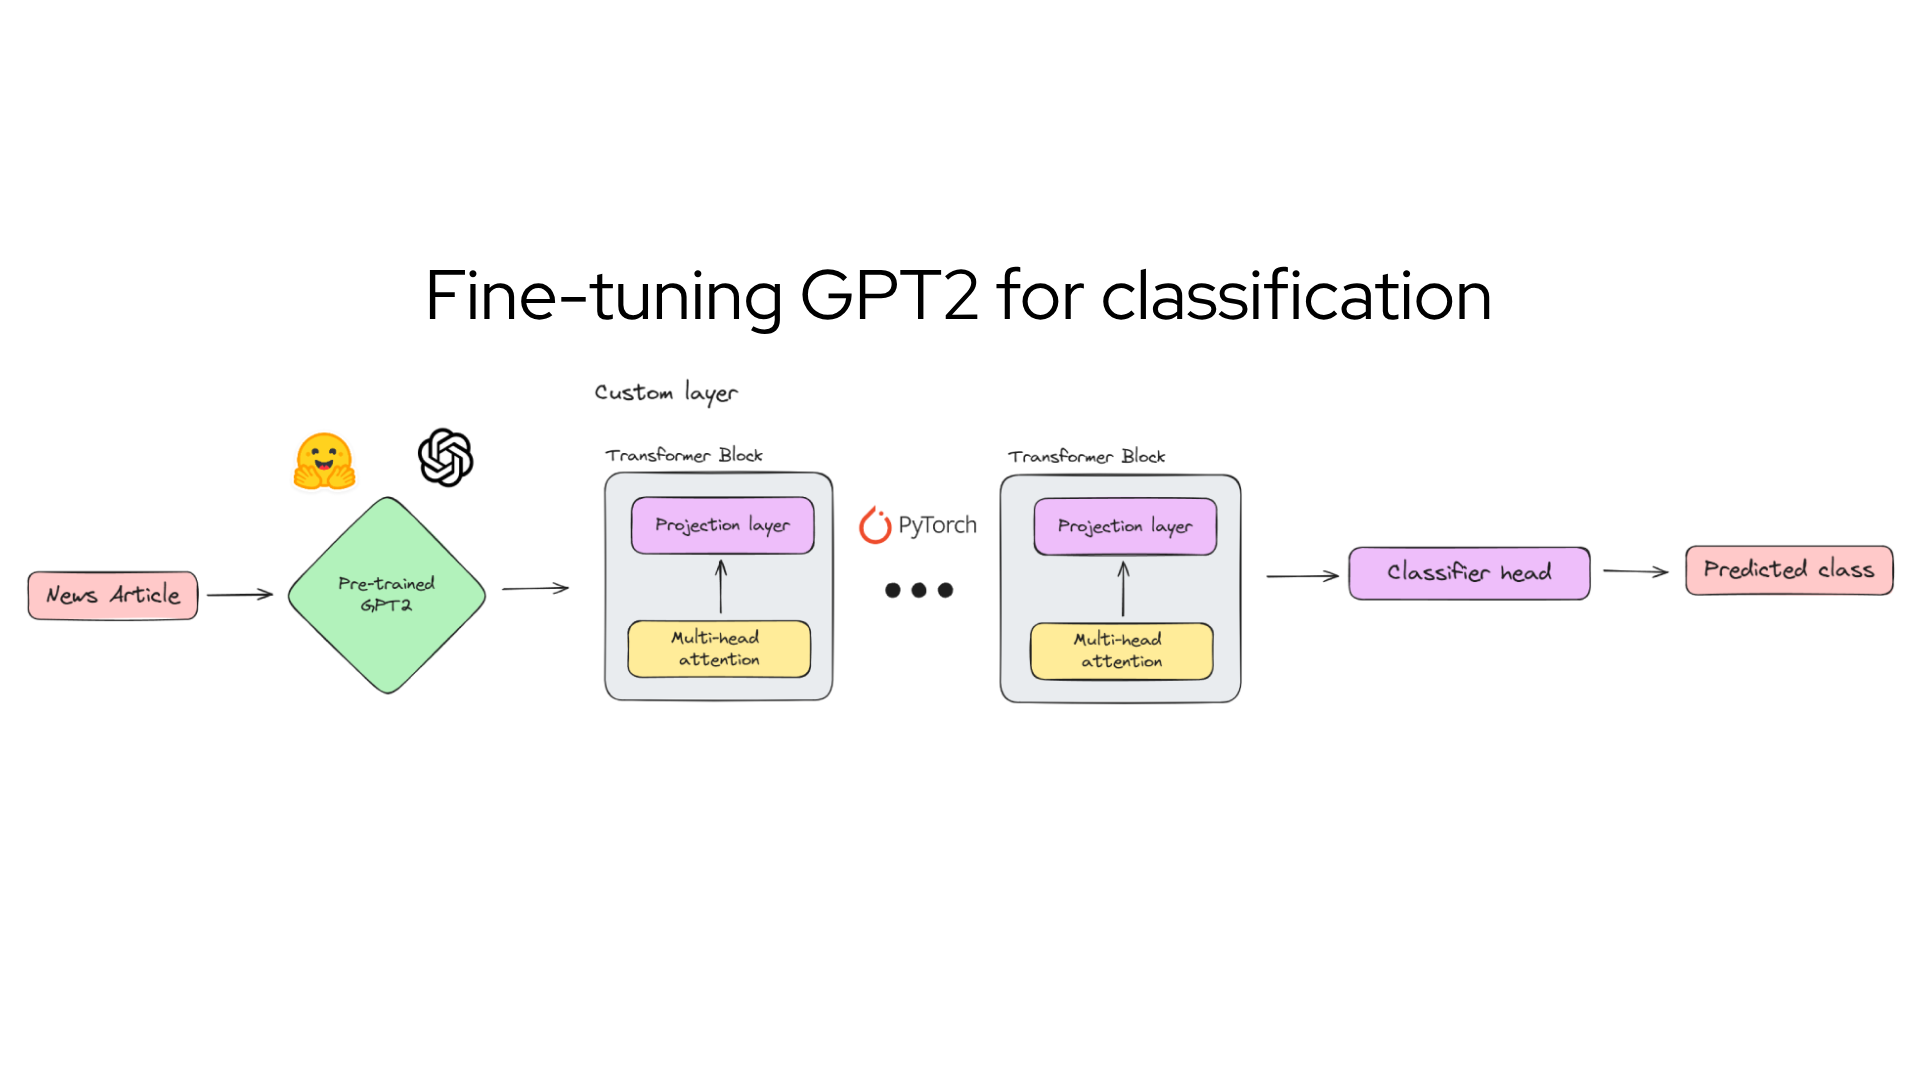 Fine-tuning GPT2 for classification
Custom layer
Transformer Block
Transformer Block
Projection layer
Projection layer
PyTorch
News Article
Pre-trained
GPT2
Multi-head
attention
Multi-head
attention
Classifier head
Predicted class